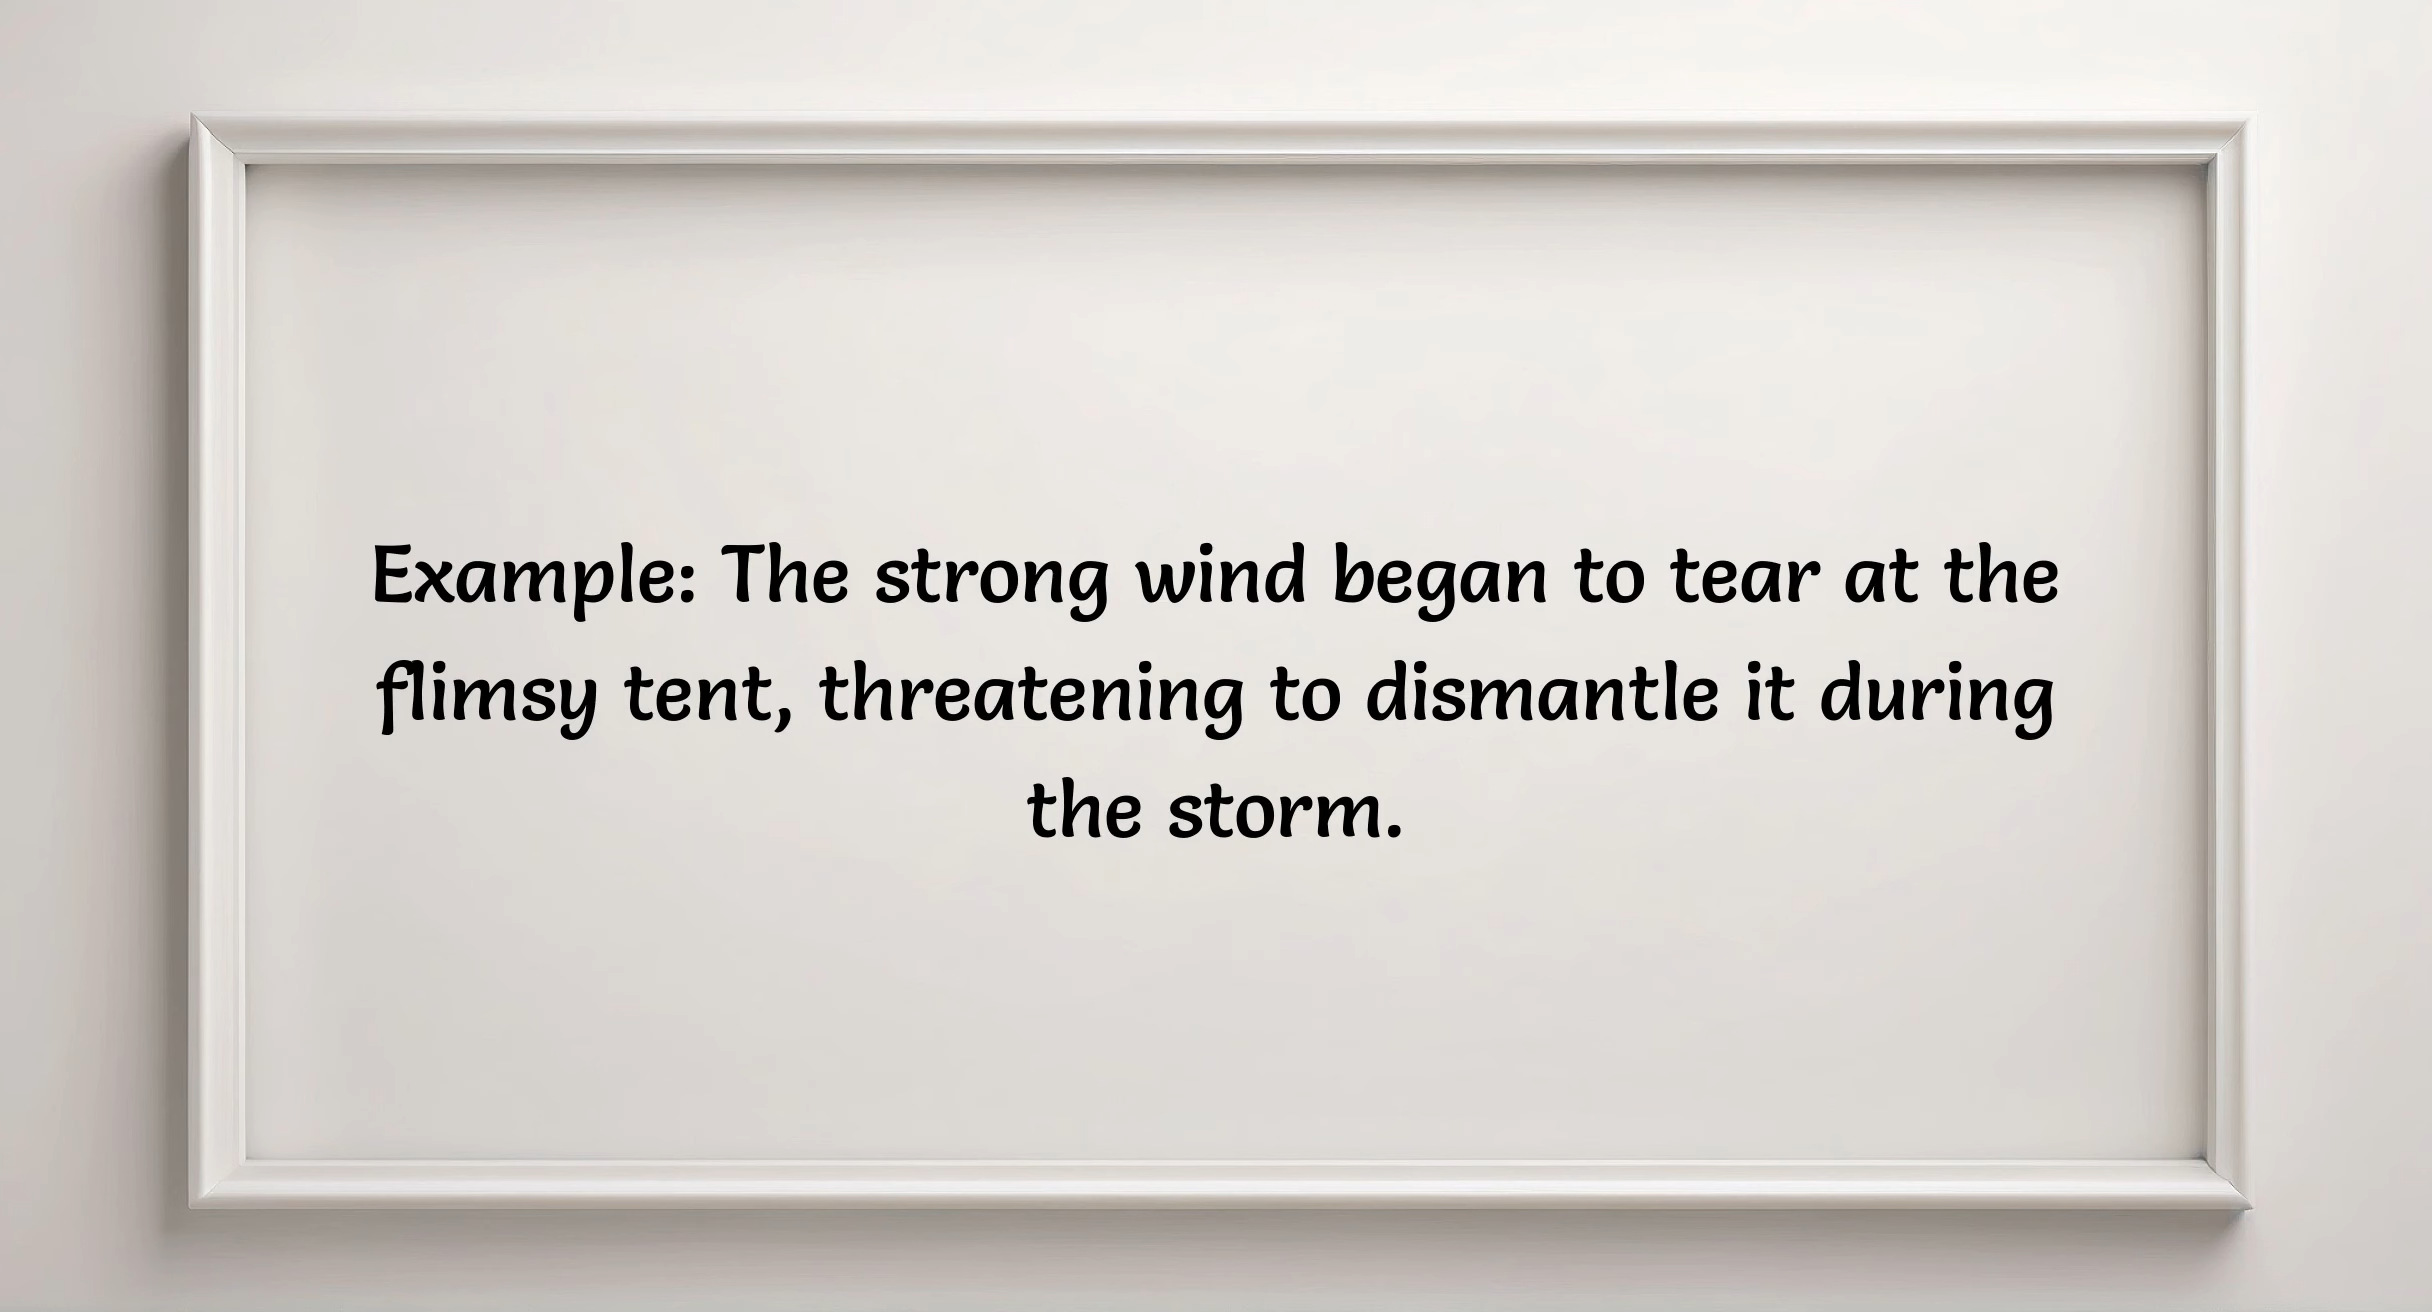 Example: The strong wind began to tear at the
flimsy tent, threatening to dismantle it during
the storm.